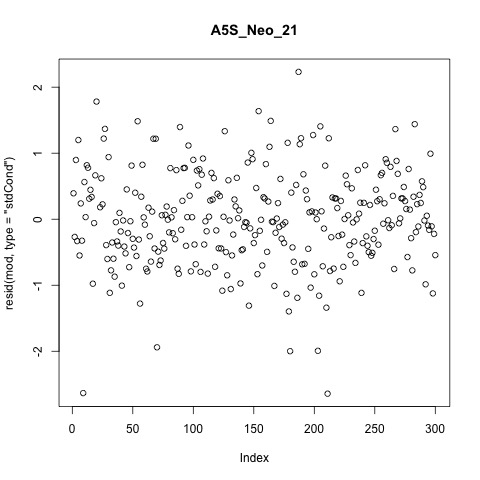 A5S_Neo_21
resid(mod, type = "stdCond")
2
1
0
-1
-2
0 50 100 150 200 250 300
Index